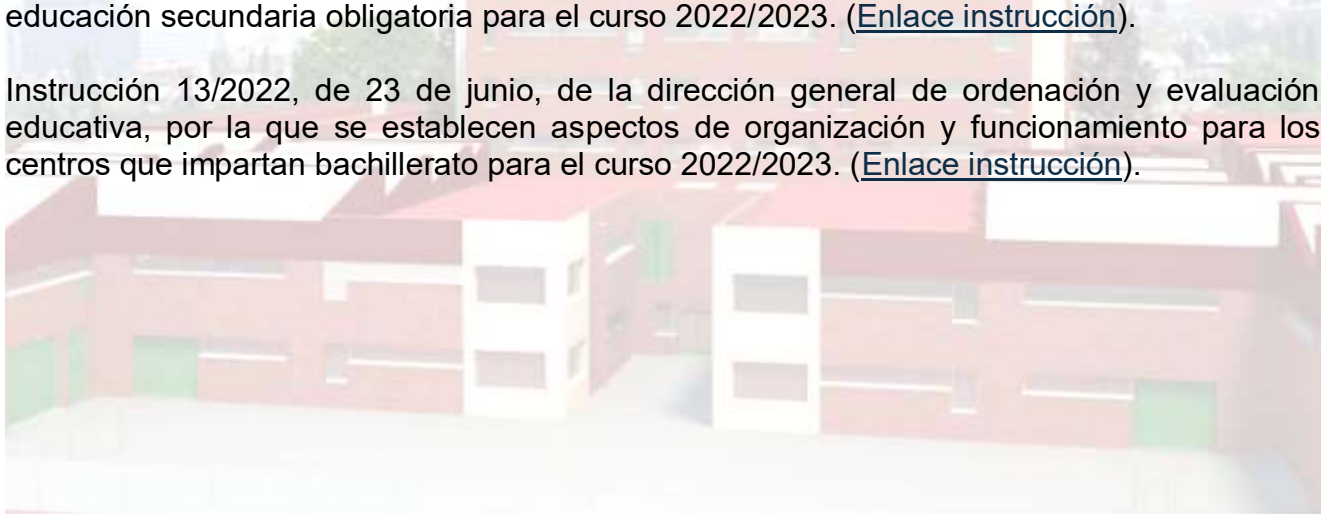 educación secundaria obligatoria para el curso 2022/2023. (Enlace instrucción).
Instrucción 13/2022, de 23 de junio, de la dirección general de ordenación y evaluación
educativa, por la que se establecen aspectos de organización y funcionamiento para los
centros que impartan bachillerato para el curso 2022/2023. (Enlace instrucción).